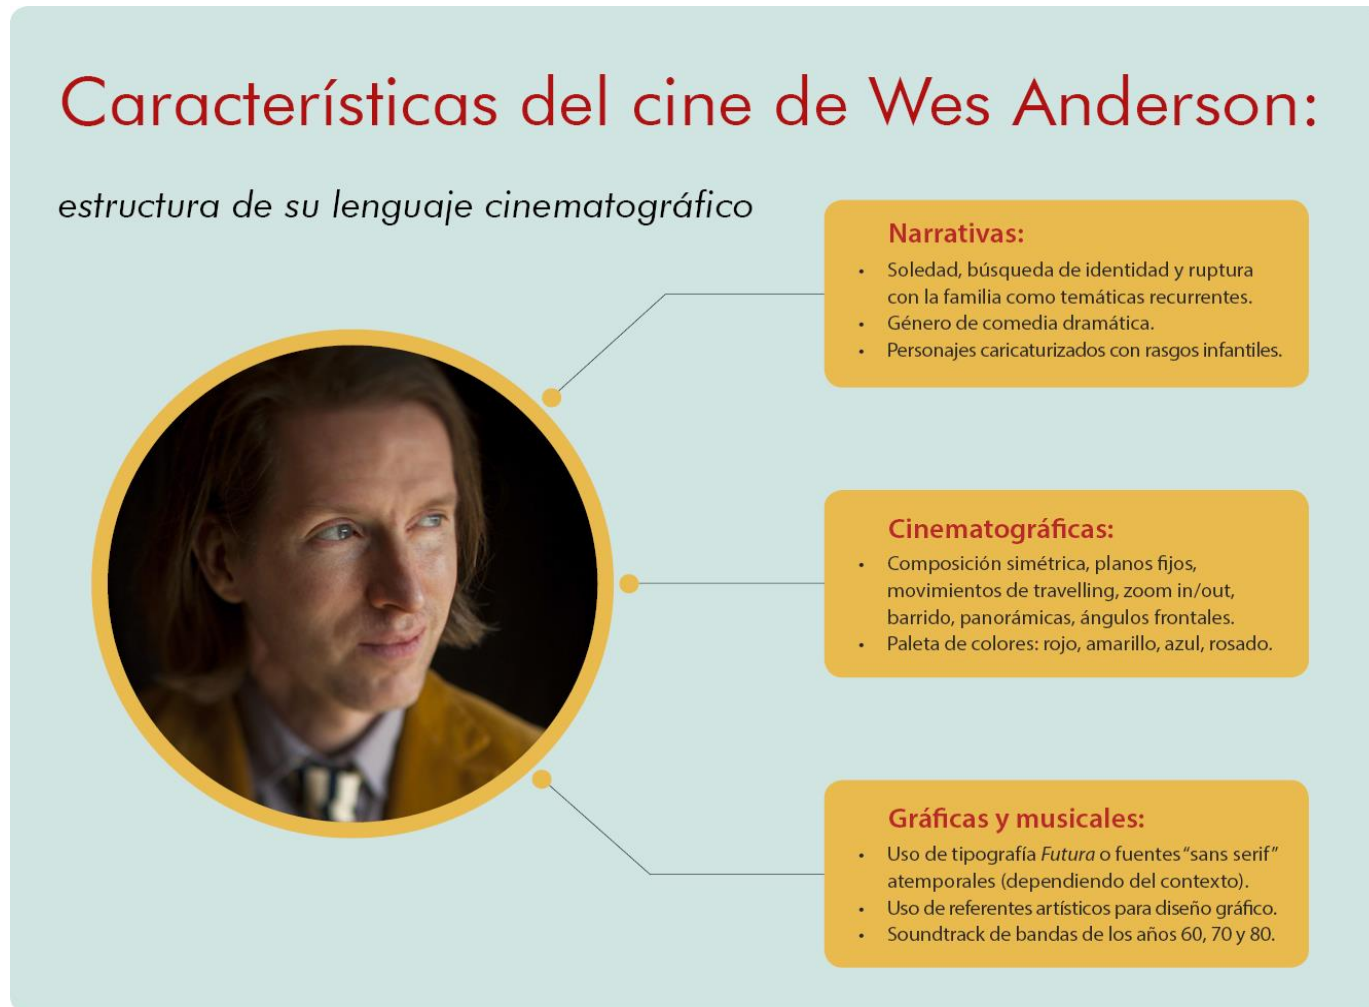 Características del cine de Wes Anderson:
estructura de su lenguaje cinematográfico
Narrativas:
• Soledad, búsqueda de identidad y ruptura
con la familia como temáticas recurrentes.
• Género de comedia dramática.
• Personajes caricaturizados con rasgos infantiles.
Cinematográficas:
• Composición simétrica, planos fijos,
movimientos de travelling, zoom in/out,
barrido, panorámicas, ángulos frontales.
• Paleta de colores: rojo, amarillo, azul, rosado.
Gráficas y musicales:
• Uso de tipografía Futura o fuentes “sans serif”
atemporales (dependiendo del contexto).
• Uso de referentes artísticos para diseño gráfico.
• Soundtrack de bandas de los años 60, 70 y 80.